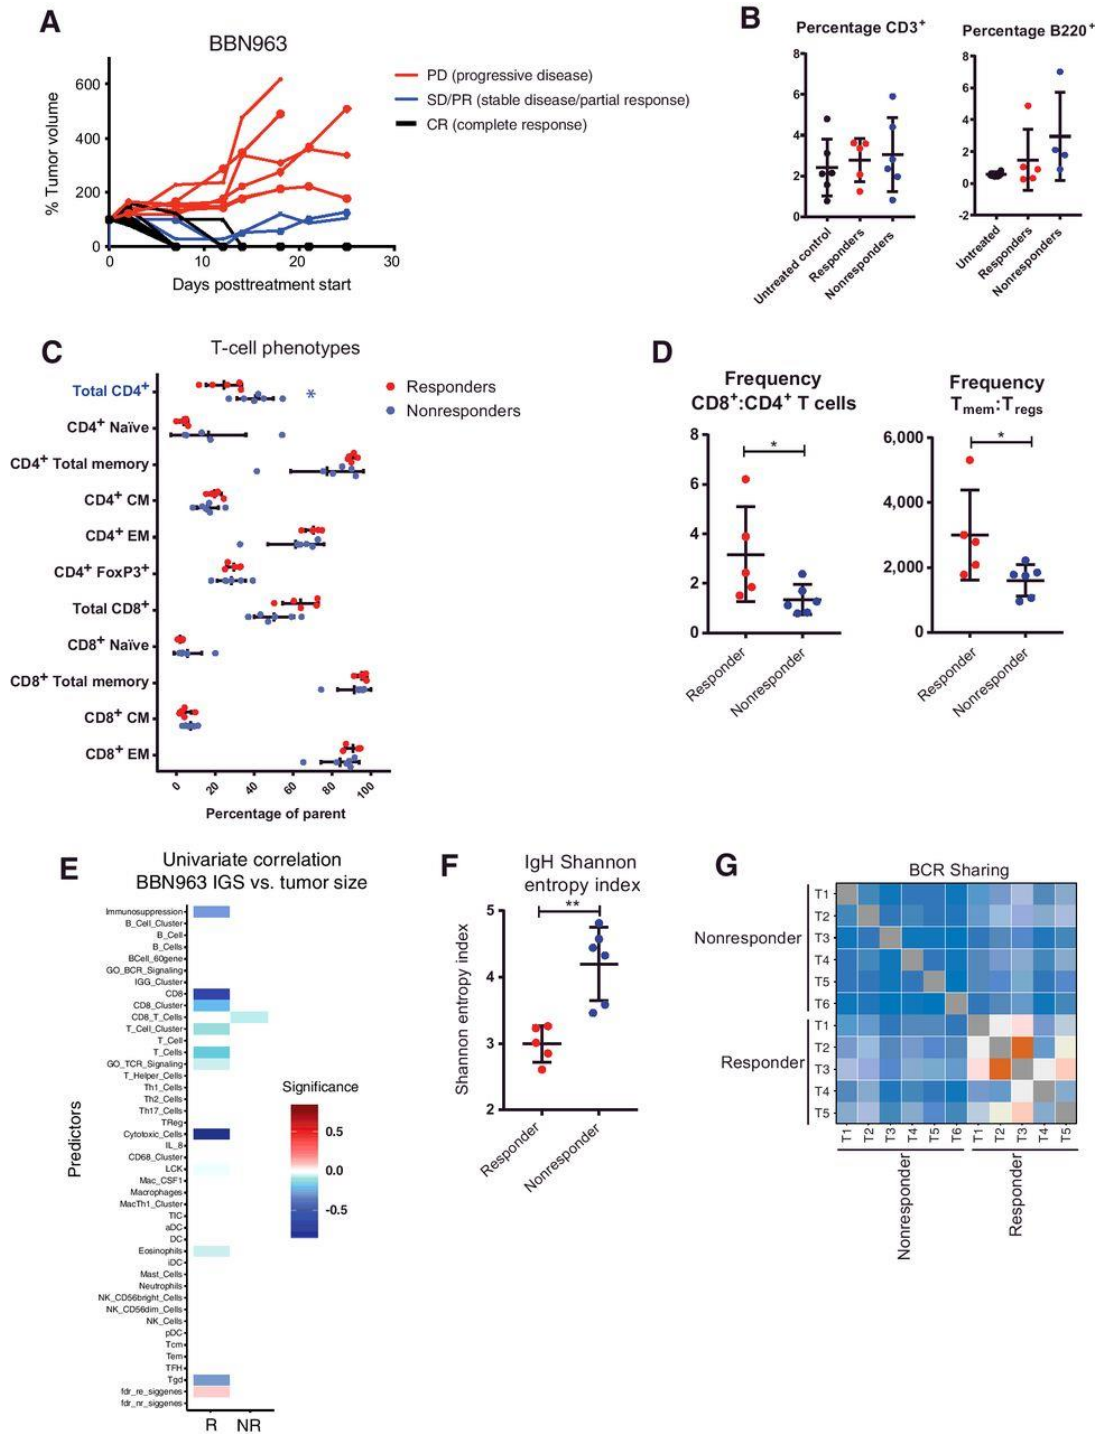 A
BBN963
600
400
200
0
% Tumor volume
0
10
20
30
Days posttreatment start
PD (progressive disease)
SD/PR (stable disease/partial response)
CR (complete response)
B
Percentage CD3+
8
6
4
2
0
Untreated control
Responders
Nonresponders
Percentage B220+
8
6
4
2
0
-2
Untreated
Responders
Nonresponders
C
T-cell phenotypes
Total CD4+
*
CD4+ Naïve
CD4+ Total memory
CD4+ CM
CD4+ EM
CD4+ FoxP3+
Total CD8+
CD8+ Naïve
CD8+ Total memory
CD8+ CM
CD8+ EM
0
20
40
60
80
100
Percentage of parent
Responders
Nonresponders
D
Frequency
CD8+:CD4+ T cells
8
6
4
2
0
*
Responder
Nonresponder
Frequency
Tmem:Tregs
6,000
4,000
2,000
0
*
Responder
Nonresponder
E
Univariate correlation
BBN963 IGS vs. tumor size
Predictors
Immunosuppression
B_Cell_Cluster
B_Cell
B_Cells
BCell_60gene
GO_BCR_Signaling
IGG_Cluster
CD8
CD8_Cluster
CD8_T_Cells
T_Cell_Cluster
T_Cell
T_Cells
GO_TCR_Signaling
T_Helper_Cells
Th1_Cells
Th2_Cells
Th17_Cells
TReg
Cytotoxic_Cells
IL_8
CD68_Cluster
LCK
Mac_CSF1
Macrophages
MacTh1_Cluster
TIC
aDC
DC
Eosinophils
iDC
Mast_Cells
Neutrophils
NK_CD56bright_Cells
NK_CD56dim_Cells
NK_Cells
pDC
Tcm
Tem
TFH
Tgd
fdr_re_siggenes
fdr_nr_siggenes
R
NR
Significance
0.5
0.0
-0.5
F
IgH Shannon
entropy index
Shannon entropy index
5
4
3
2
**
Responder
Nonresponder
G
BCR Sharing
Nonresponder
T1
T2
T3
T4
T5
T6
Responder
T1
T2
T3
T4
T5
T1
T2
T3
T4
T5
T6
T1
T2
T3
T4
T5
Nonresponder
Responder